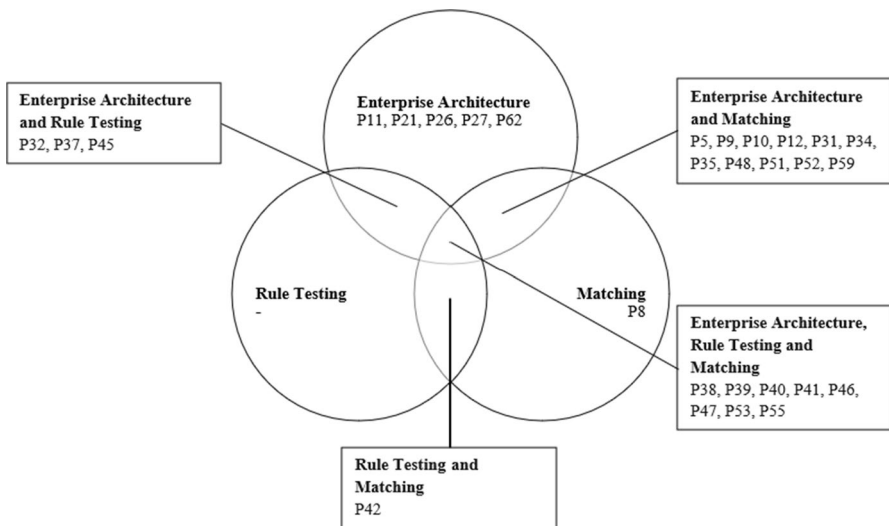 Enterprise Architecture
and Rule Testing
P32, P37, P45
Enterprise Architecture
P11, P21, P26, P27, P62
Enterprise Architecture
and Matching
P5, P9, P10, P12, P31, P34,
P35, P48, P51, P52, P59
Rule Testing
-
Matching
P8
Enterprise Architecture,
Rule Testing and
Matching
P38, P39, P40, P41, P46,
P47, P53, P55
Rule Testing and
Matching
P42